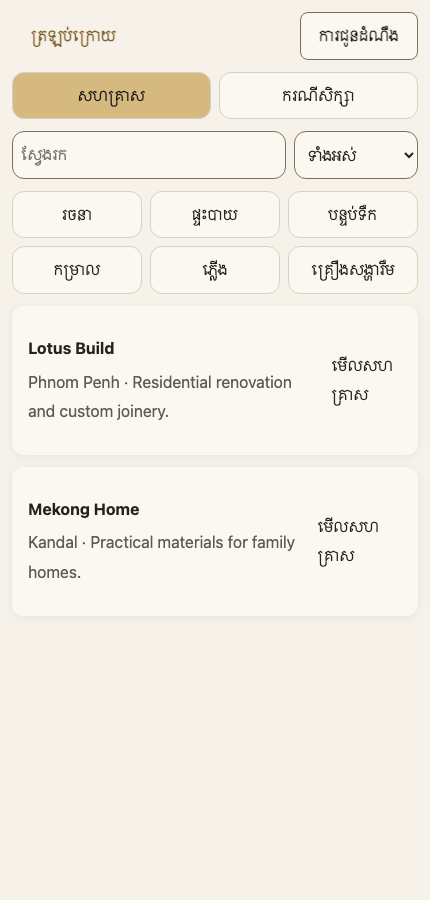 ត្រឡប់ក្រោយ
ការជូនដំណឹង
សហគ្រាស
ករណីសិក្សា
ស្វែងរក
ទាំងអស់
រចនា
ផ្ទះបាយ
បន្ទប់ទឹក
កម្រាល
ភ្លើង
គ្រឿងសង្ហារឹម
Lotus Build
Phnom Penh · Residential renovation
and custom joinery.
មើលសហ
គ្រាស
Mekong Home
Kandal · Practical materials for family
homes.
មើលសហ
គ្រាស